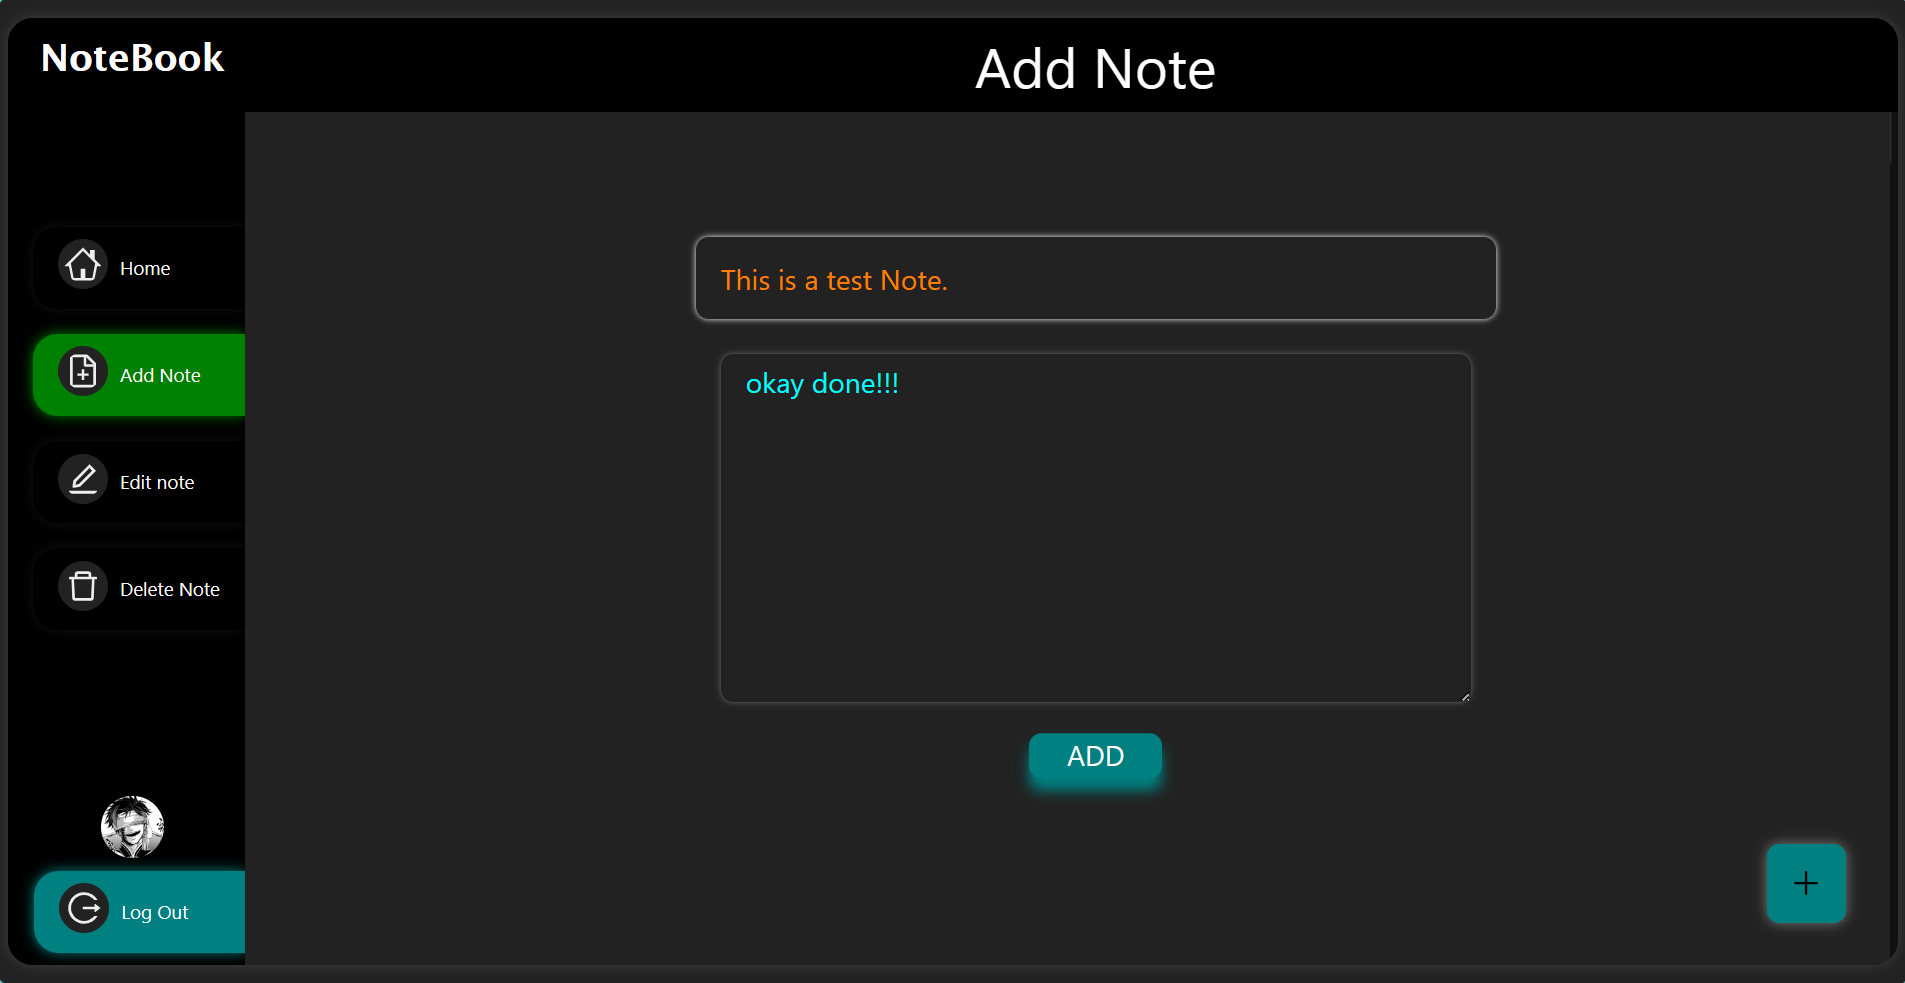 NoteBook
Add Note
Home
Add Note
Edit note
Delete Note
Log Out
This is a test Note.
okay done!!!
ADD